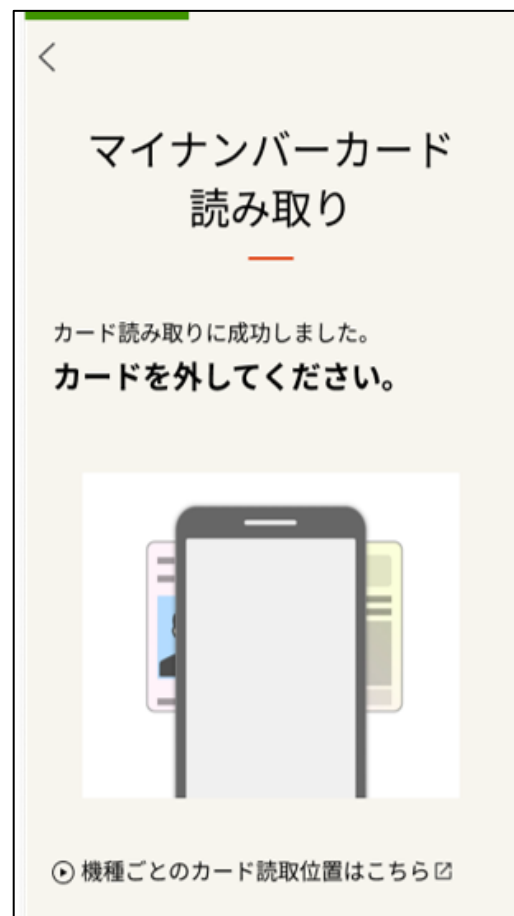 マイナンバーカード
読み取り
カード読み取りに成功しました。
カードを外してください。
機種ごとのカード読取位置はこちら